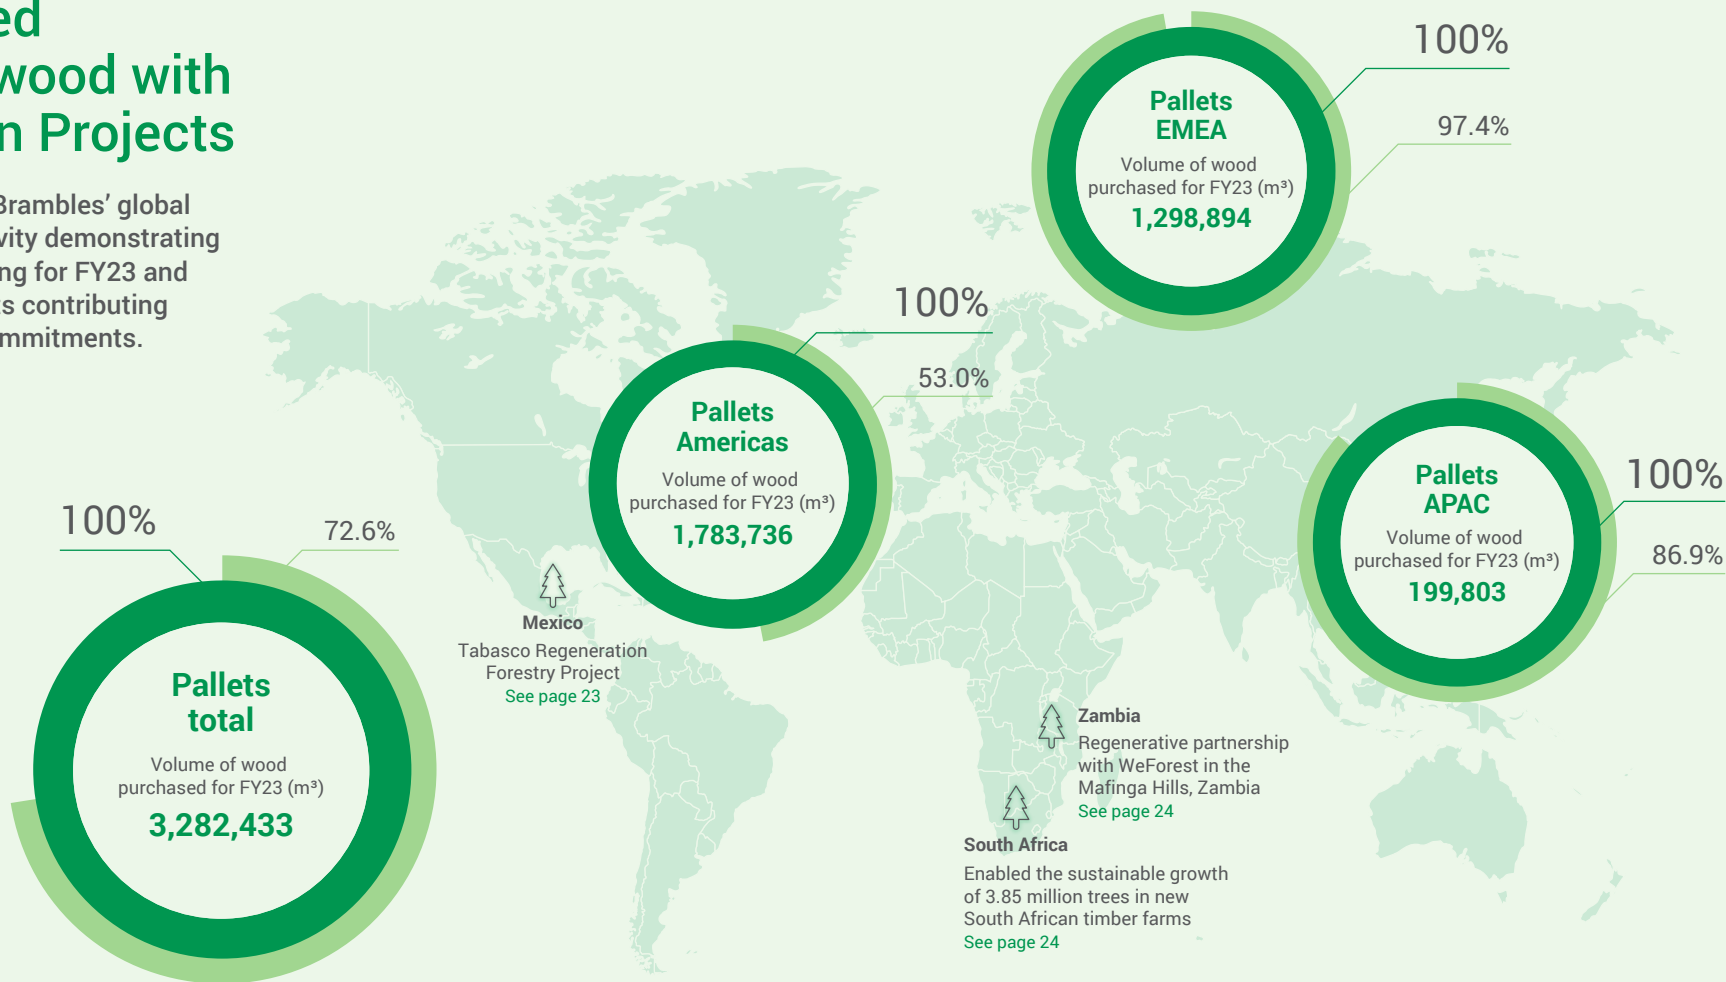 ed
wood with
n Projects
Brambles’ global
vity demonstrating
ng for FY23 and
ts contributing
mmitments.
100%
97.4%
Pallets
EMEA
Volume of wood
purchased for FY23 (m³)
1,298,894
100%
53.0%
Pallets
Americas
Volume of wood
purchased for FY23 (m³)
1,783,736
100%
86.9%
Pallets
APAC
Volume of wood
purchased for FY23 (m³)
199,803
100%
72.6%
Pallets
total
Volume of wood
purchased for FY23 (m³)
3,282,433
Mexico
Tabasco Regeneration
Forestry Project
See page 23
Zambia
Regenerative partnership
with WeForest in the
Mafinga Hills, Zambia
See page 24
South Africa
Enabled the sustainable growth
of 3.85 million trees in new
South African timber farms
See page 24